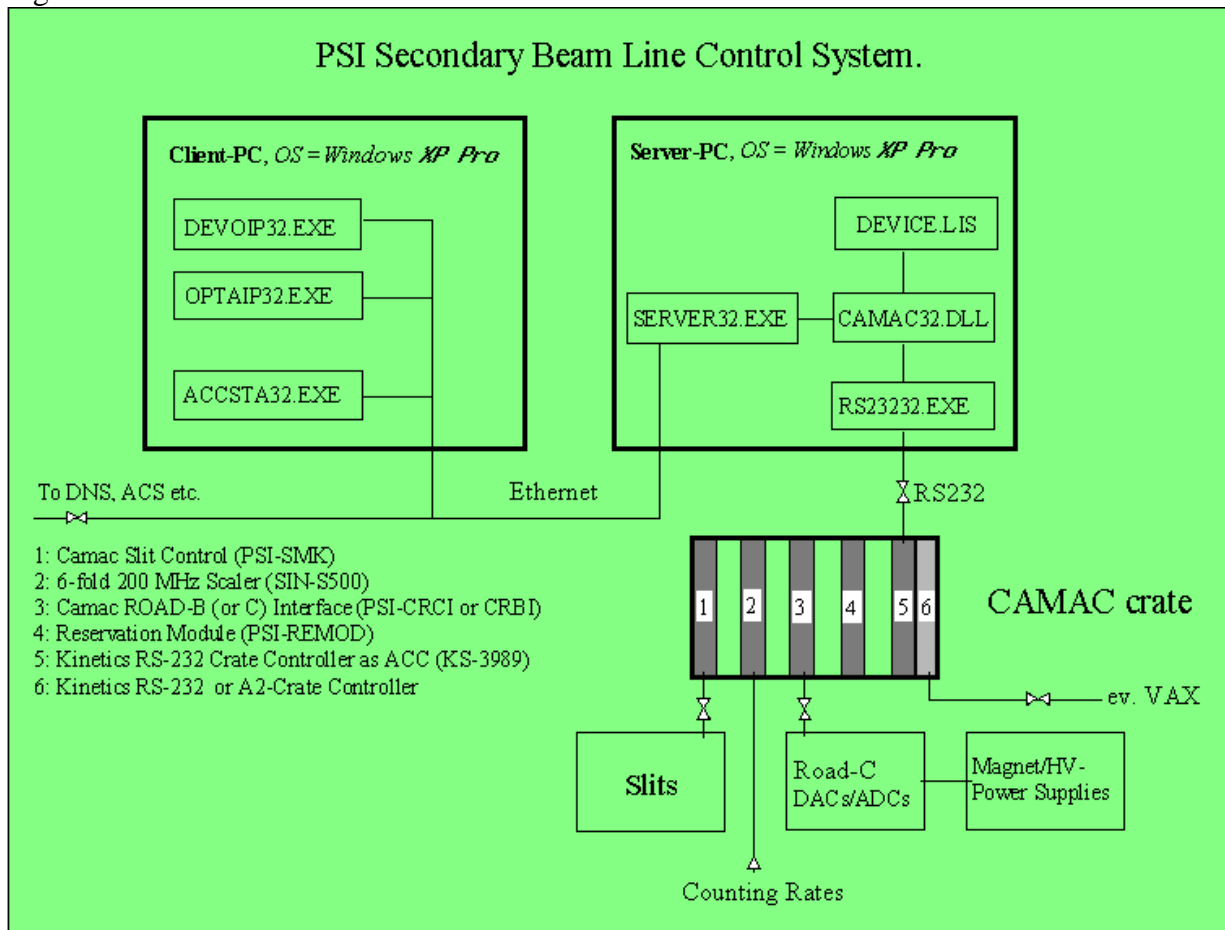 PSI Secondary Beam Line Control System.
Client-PC, OS = Windows XP Pro
DEVOIP32.EXE
OPTAIP32.EXE
ACCSTA32.EXE
Server-PC, OS = Windows XP Pro
DEVICE.LIS
SERVER32.EXE
CAMAC32.DLL
RS23232.EXE
To DNS, ACS etc.
Ethernet
RS232
1: Camac Slit Control (PSI-SMK)
2: 6-fold 200 MHz Scaler (SIN-S500)
3: Camac ROAD-B (or C) Interface (PSI-CRCI or CRBI)
4: Reservation Module (PSI-REMOD)
5: Kinetics RS-232 Crate Controller as ACC (KS-3989)
6: Kinetics RS-232 or A2-Crate Controller
1 2 3 4 5 6
CAMAC crate
ev. VAX
Slits
Road-C
DACs/ADCs
Magnet/HV-
Power Supplies
Counting Rates